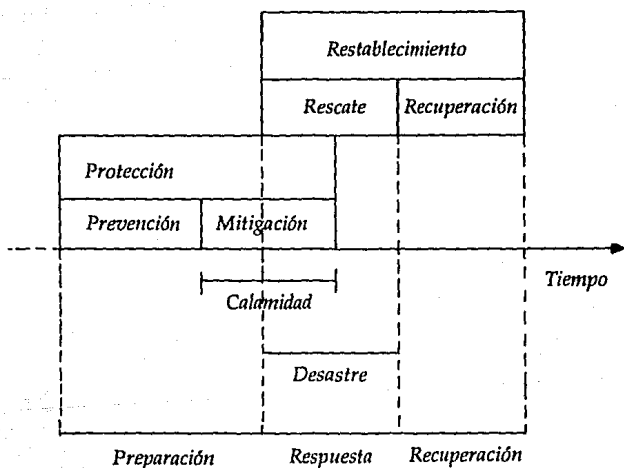 Restablecimiento
Rescate Recuperación
Protección
Prevención Mitigación
Tiempo
Calamidad
Desastre
Preparación Respuesta Recuperación